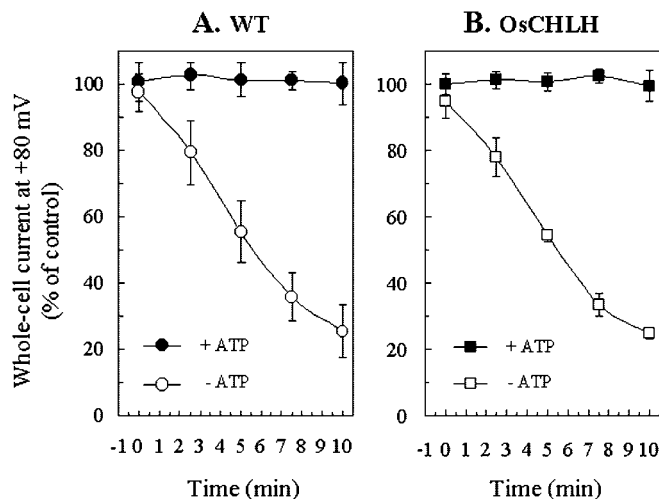 A. WT
B. OsCHLH
Whole-cell current at +80 mV
(% of control)
100
80
60
40
20
0
+ ATP
- ATP
-1 0 1 2 3 4 5 6 7 8 9 10
Time (min)
100
80
60
40
20
0
+ ATP
- ATP
-1 0 1 2 3 4 5 6 7 8 9 10
Time (min)